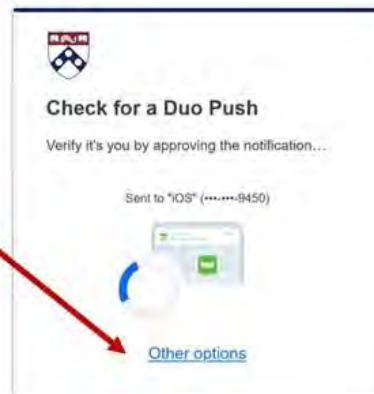 Check for a Duo Push
Verify it's you by approving the notification...
Sent to "iOS" (•••-•••-9450)
Other options